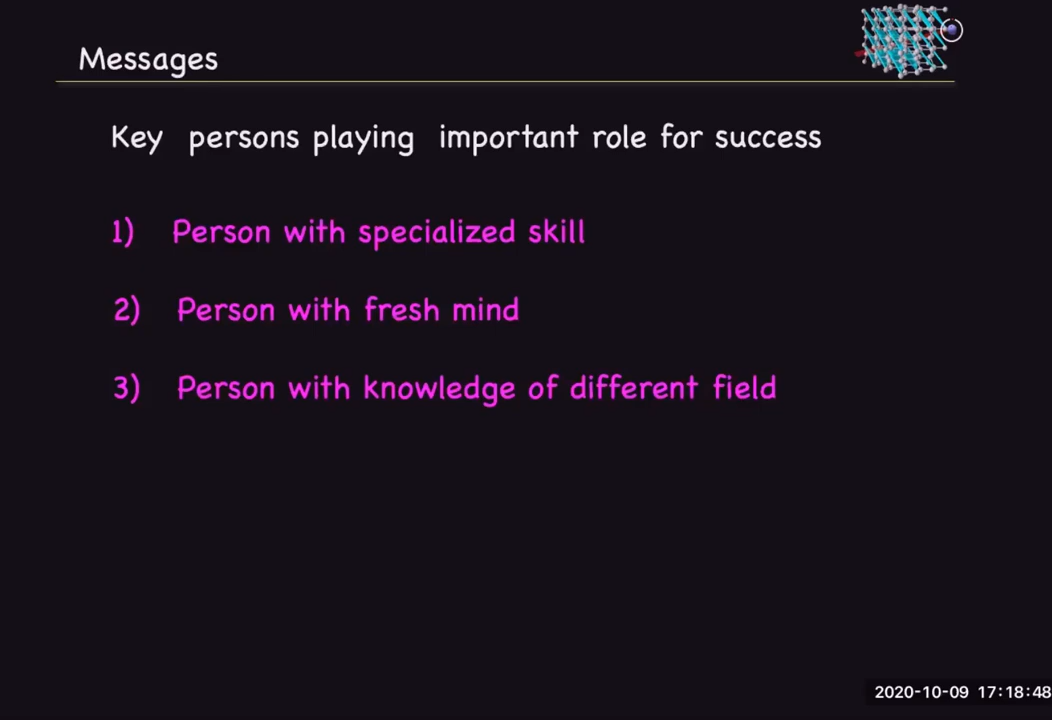 Messages
Key persons playing important role for success
1) Person with specialized skill
2) Person with fresh mind
3) Person with knowledge of different field
2020-10-09 17:18:48